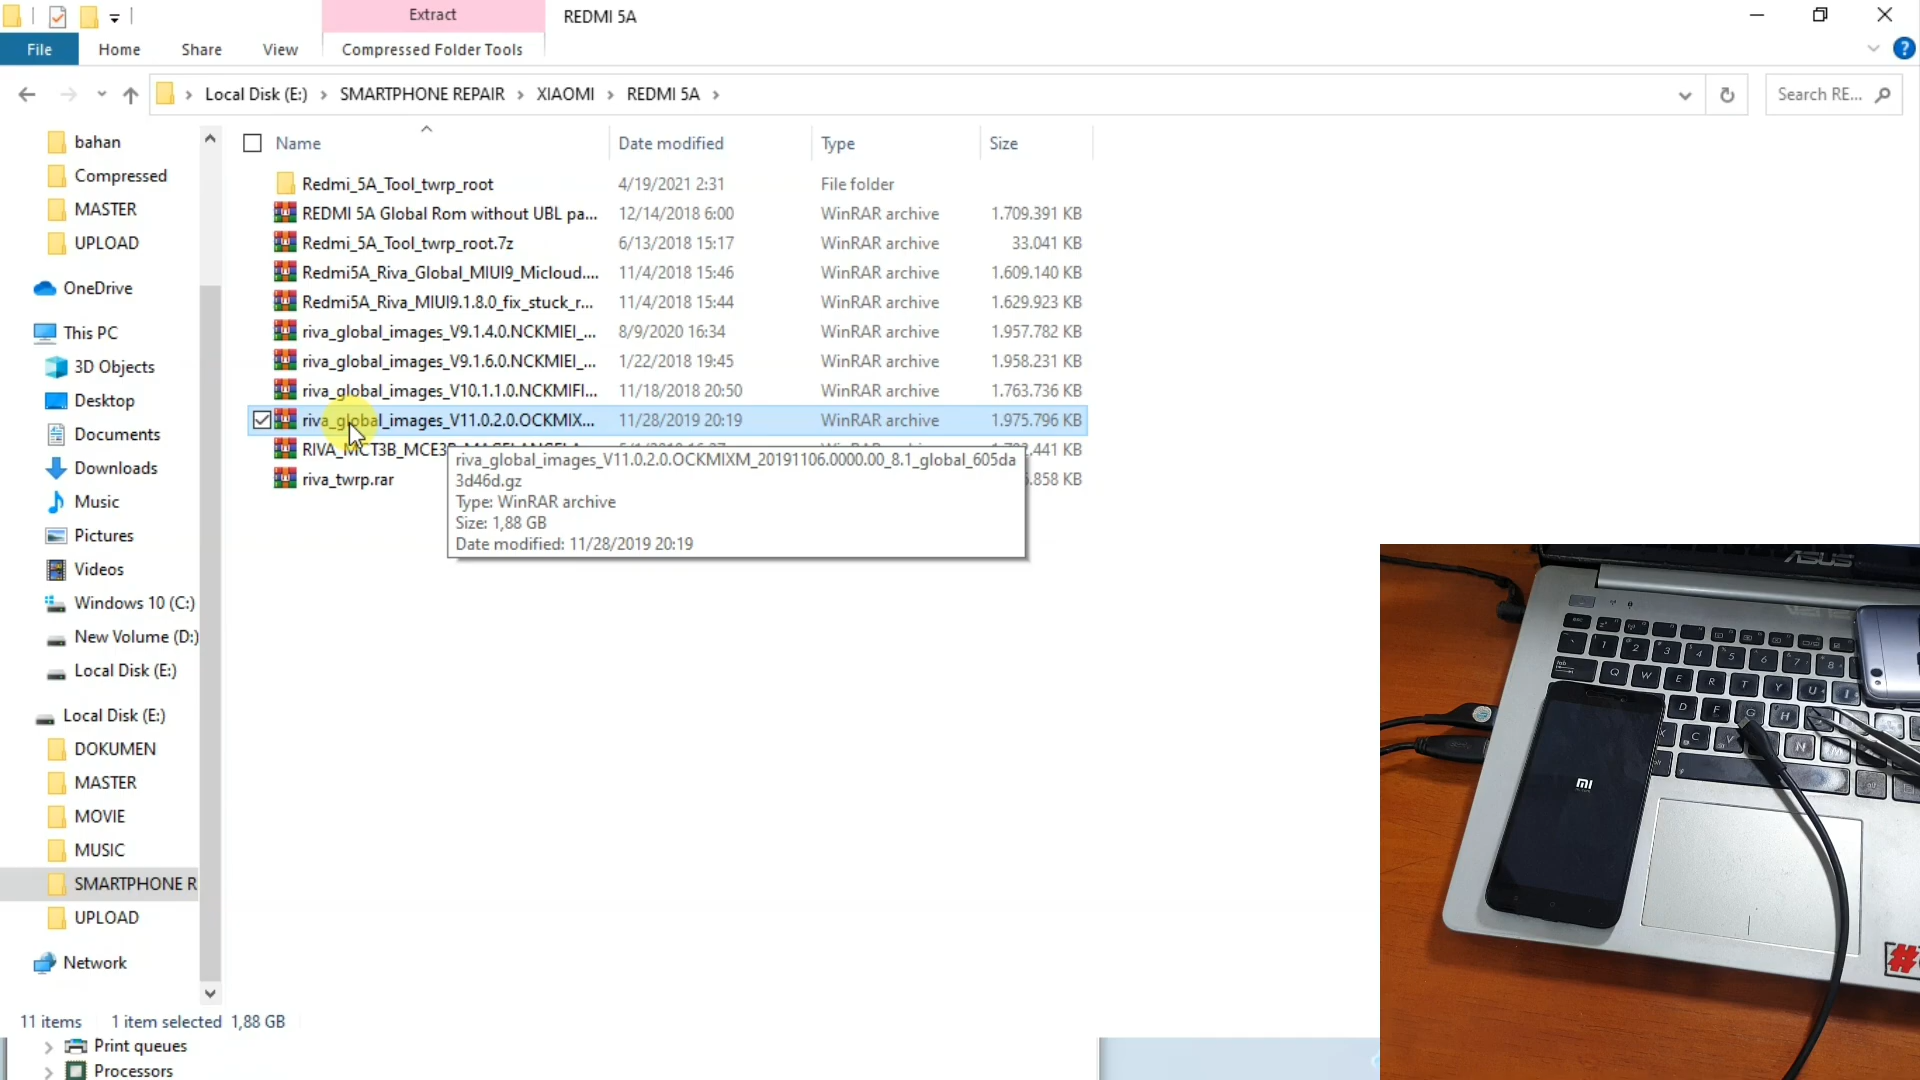 Extract
REDMI 5A
File
Home
Share
View
Compressed Folder Tools
Local Disk (E:)
SMARTPHONE REPAIR
XIAOMI
REDMI 5A
Search RE...
bahan
Compressed
MASTER
UPLOAD
OneDrive
This PC
3D Objects
Desktop
Documents
Downloads
Music
Pictures
Videos
Windows 10 (C:)
New Volume (D:)
Local Disk (E:)
Local Disk (E:)
DOKUMEN
MASTER
MOVIE
MUSIC
SMARTPHONE R
UPLOAD
Network
Name Date modified Type Size
Redmi_5A_Tool_twrp_root 4/19/2021 2:31 File folder
REDMI 5A Global Rom without UBL pa... 12/14/2018 6:00 WinRAR archive 1.709.391 KB
Redmi_5A_Tool_twrp_root.7z 6/13/2018 15:17 WinRAR archive 33.041 KB
Redmi5A_Riva_Global_MIUI9_Micloud.... 11/4/2018 15:46 WinRAR archive 1.609.140 KB
Redmi5A_Riva_MIUI9.1.8.0_fix_stuck_r... 11/4/2018 15:44 WinRAR archive 1.629.923 KB
riva_global_images_V9.1.4.0.NCKMIEI_... 8/9/2020 16:34 WinRAR archive 1.957.782 KB
riva_global_images_V9.1.6.0.NCKMIEI_... 1/22/2018 19:45 WinRAR archive 1.958.231 KB
riva_global_images_V10.1.1.0.NCKMIFI... 11/18/2018 20:50 WinRAR archive 1.763.736 KB
riva_global_images_V11.0.2.0.OCKMIX... 11/28/2019 20:19 WinRAR archive 1.975.796 KB
RIVA_MCT3B_MCE3 .441 KB
riva_twrp.rar .858 KB
riva_global_images_V11.0.2.0.OCKMIXM_20191106.0000.00_8.1_global_605da
3d46d.gz
Type: WinRAR archive
Size: 1,88 GB
Date modified: 11/28/2019 20:19
11 items 1 item selected 1,88 GB
Print queues
Processors
ASUS
mi